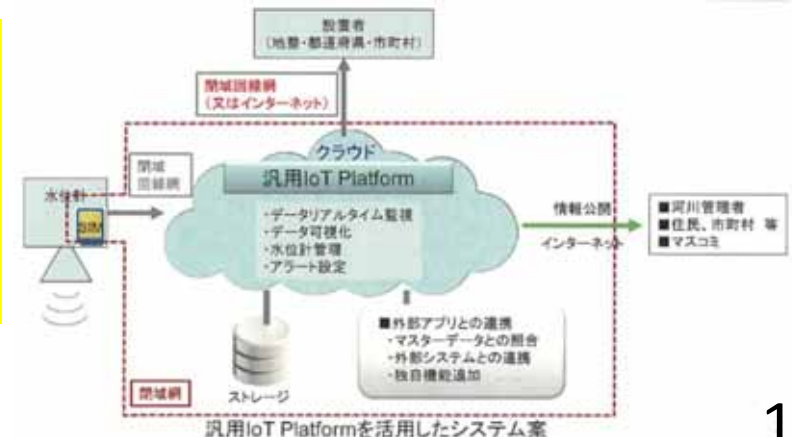 設置者
(地整・都道府県・市町村)
閉域回線網
(又はインターネット)
クラウド
閉域
回線網
汎用IoT Platform
水位計
SIM
・データリアルタイム監視
・データ可視化
・水位計管理
・アラート設定
情報公開
インターネット
■河川管理者
■住民、市町村 等
■マスコミ
■外部アプリとの連携
・マスターデータとの照合
・外部システムとの連携
・独自機能追加
閉域網
ストレージ
汎用IoT Platformを活用したシステム案
1